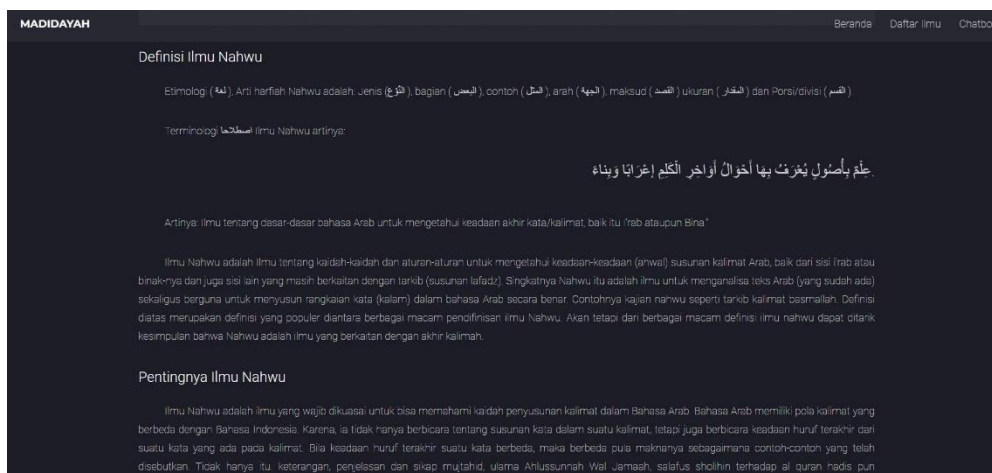 MADIDAYAH
Beranda Daftar Ilmu Chatbo
Definisi Ilmu Nahwu
Etimologi ( لغة ), Arti harfiah Nahwu adalah: Jenis (النَّوْع ), bagian ( البعض ), contoh ( المثل ), arah ( الجهة ), maksud ( القصد ) ukuran ( المقدار ) dan Porsi/divisi ( القسم )
Terminologi اصطلاحا Ilmu Nahwu artinya:
.عِلْمٌ بِأُصُولٍ يُعْرَفُ بِهَا أَحْوَالُ أَوَاخِرِ الْكَلِمِ إِعْرَابًا وَبِنَاءً
Artinya: Ilmu tentang dasar-dasar bahasa Arab untuk mengetahui keadaan akhir kata/kalimat, baik itu i'rab ataupun Bina."
Ilmu Nahwu adalah Ilmu tentang kaidah-kaidah dan aturan-aturan untuk mengetahui keadaan-keadaan (ahwal) susunan kalimat Arab, baik dari sisi i'rab atau
binak-nya dan juga sisi lain yang masih berkaitan dengan tarkib (susunan lafadz). Singkatnya Nahwu itu adalah ilmu untuk menganalisa teks Arab (yang sudah ada)
sekaligus berguna untuk menyusun rangkaian kata (kalam) dalam bahasa Arab secara benar. Contohnya kajian nahwu seperti tarkib kalimat basmallah. Definisi
diatas merupakan definisi yang populer diantara berbagai macam pendifinisan ilmu Nahwu. Akan tetapi dari berbagai macam definisi ilmu nahwu dapat ditarik
kesimpulan bahwa Nahwu adalah ilmu yang berkaitan dengan akhir kalimah.
Pentingnya Ilmu Nahwu
Ilmu Nahwu adalah ilmu yang wajib dikuasai untuk bisa memahami kaidah penyusunan kalimat dalam Bahasa Arab. Bahasa Arab memiliki pola kalimat yang
berbeda dengan Bahasa Indonesia. Karena, ia tidak hanya berbicara tentang susunan kata dalam suatu kalimat, tetapi juga berbicara keadaan huruf terakhir dari
suatu kata yang ada pada kalimat. Bila keadaan huruf terakhir suatu kata berbeda, maka berbeda pula maknanya sebagaimana contoh-contoh yang telah
disebutkan. Tidak hanya itu, keterangan, penjelasan dan sikap mujtahid, ulama Ahlussunnah Wal Jamaah, salafus sholihin terhadap al quran hadis pun